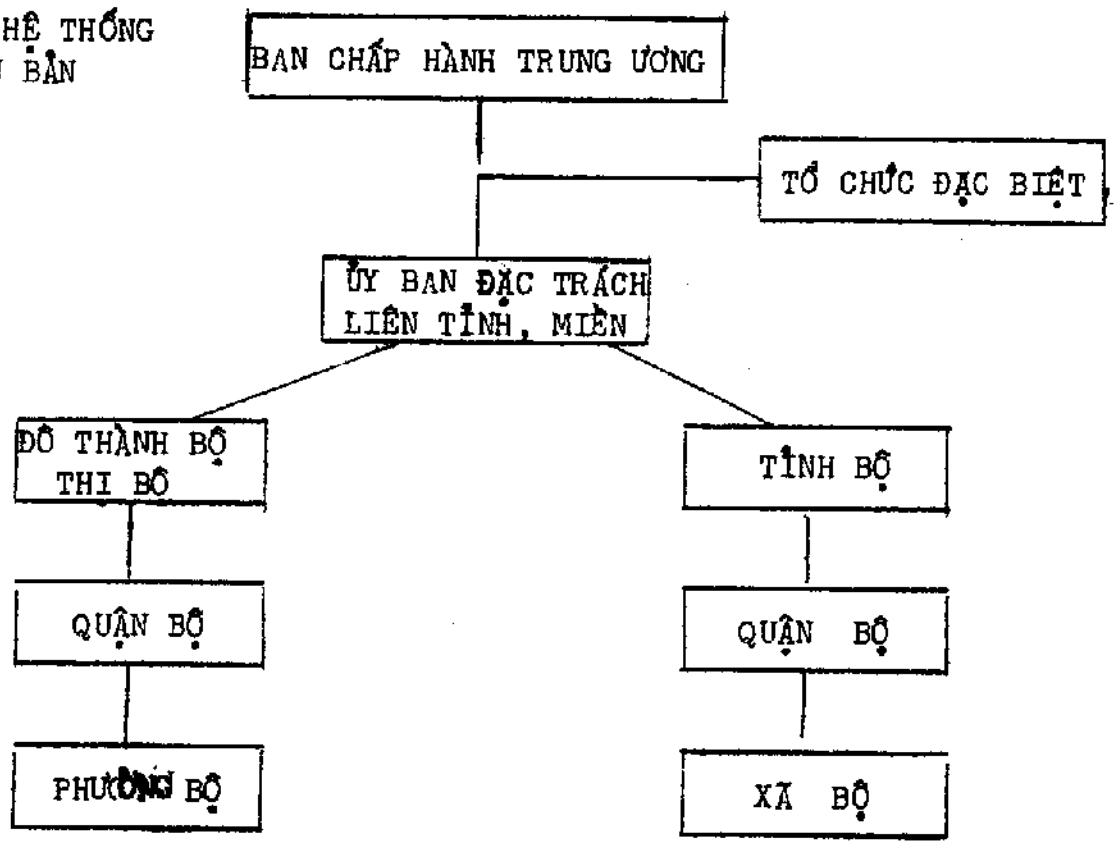 HỆ THỐNG
BẢN
BAN CHẤP HÀNH TRUNG ƯƠNG
TỔ CHỨC ĐẶC BIỆT
ỦY BAN ĐẶC TRÁCH
LIÊN TỈNH, MIỀN
ĐÔ THÀNH BỘ
THỊ BỘ
TỈNH BỘ
QUẬN BỘ
QUẬN BỘ
PHƯỜNG BỘ
XÃ BỘ